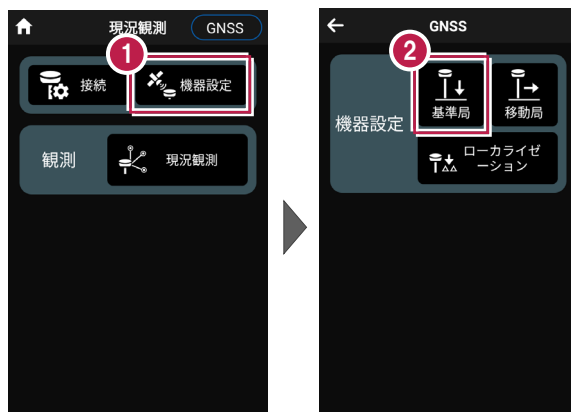 現況観測 GNSS
1
接続 機器設定
観測 現況観測
GNSS
2
機器設定 基準局 移動局
ローカライゼ
ーション